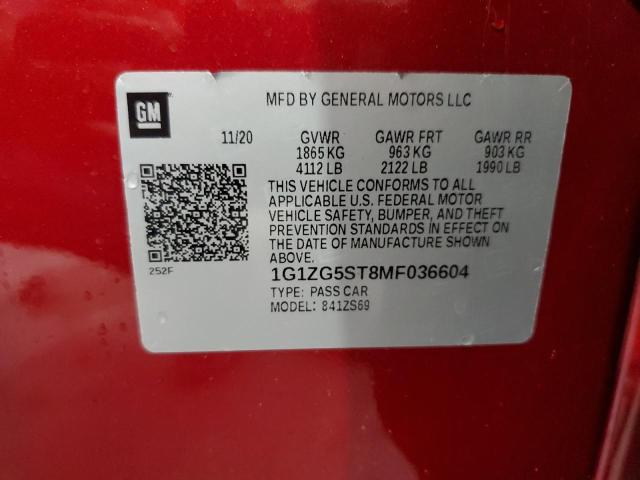 GM
MFD BY GENERAL MOTORS LLC
11/20 GVWR GAWR FRT GAWR RR
1865 KG 963 KG 903 KG
4112 LB 2122 LB 1990 LB
THIS VEHICLE CONFORMS TO ALL
APPLICABLE U.S. FEDERAL MOTOR
VEHICLE SAFETY, BUMPER, AND THEFT
PREVENTION STANDARDS IN EFFECT ON
THE DATE OF MANUFACTURE SHOWN
ABOVE.
252F
1G1ZG5ST8MF036604
TYPE: PASS CAR
MODEL: 841ZS69